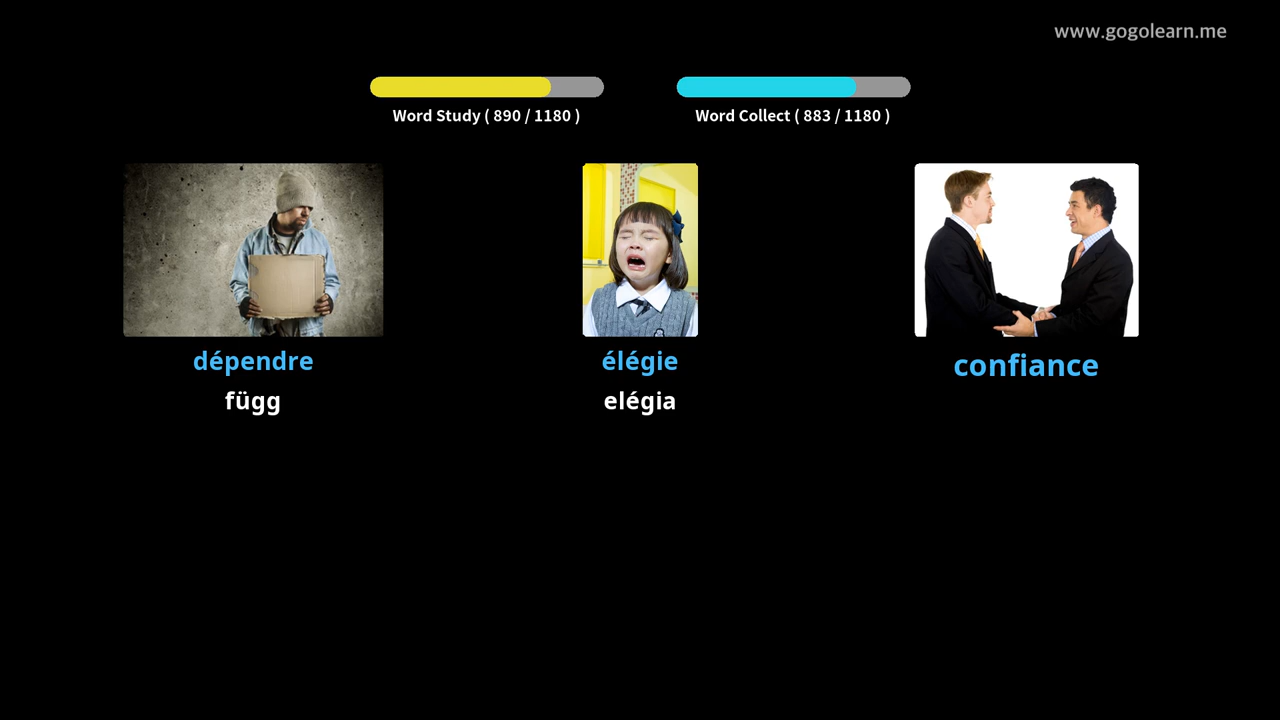 www.gogolearn.me
Word Study ( 890 / 1180 )
Word Collect ( 883 / 1180 )
dépendre
függ
élégie
elégia
confiance